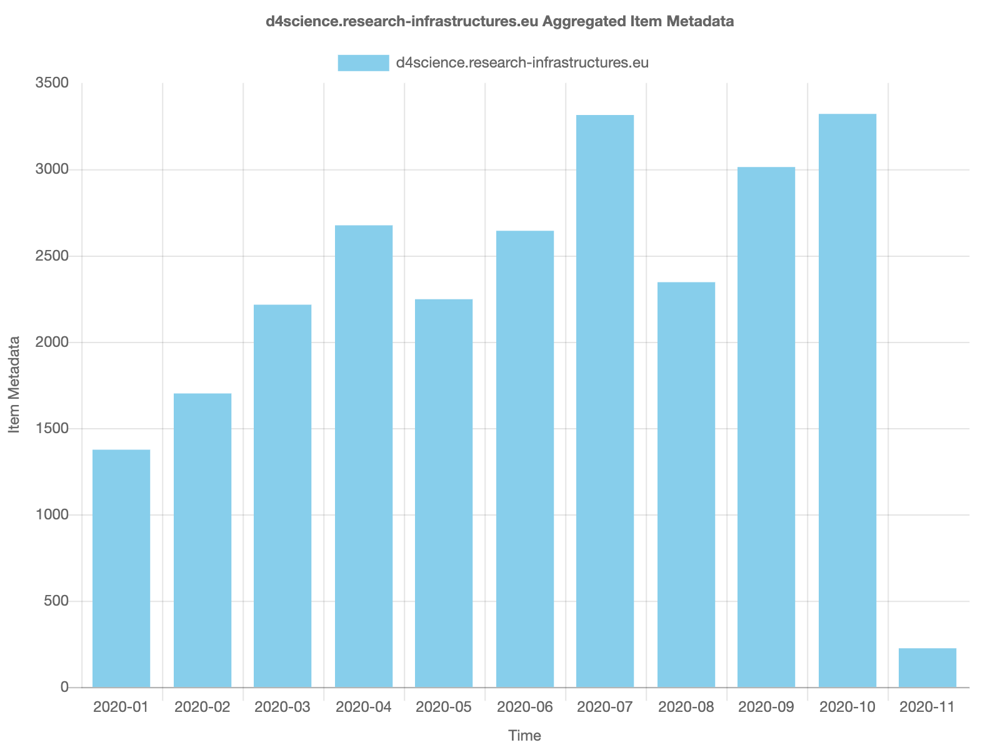 d4science.research-infrastructures.eu Aggregated Item Metadata
d4science.research-infrastructures.eu
3500
3000
2500
2000
1500
1000
500
0
Item Metadata
2020-01 2020-02 2020-03 2020-04 2020-05 2020-06 2020-07 2020-08 2020-09 2020-10 2020-11
Time